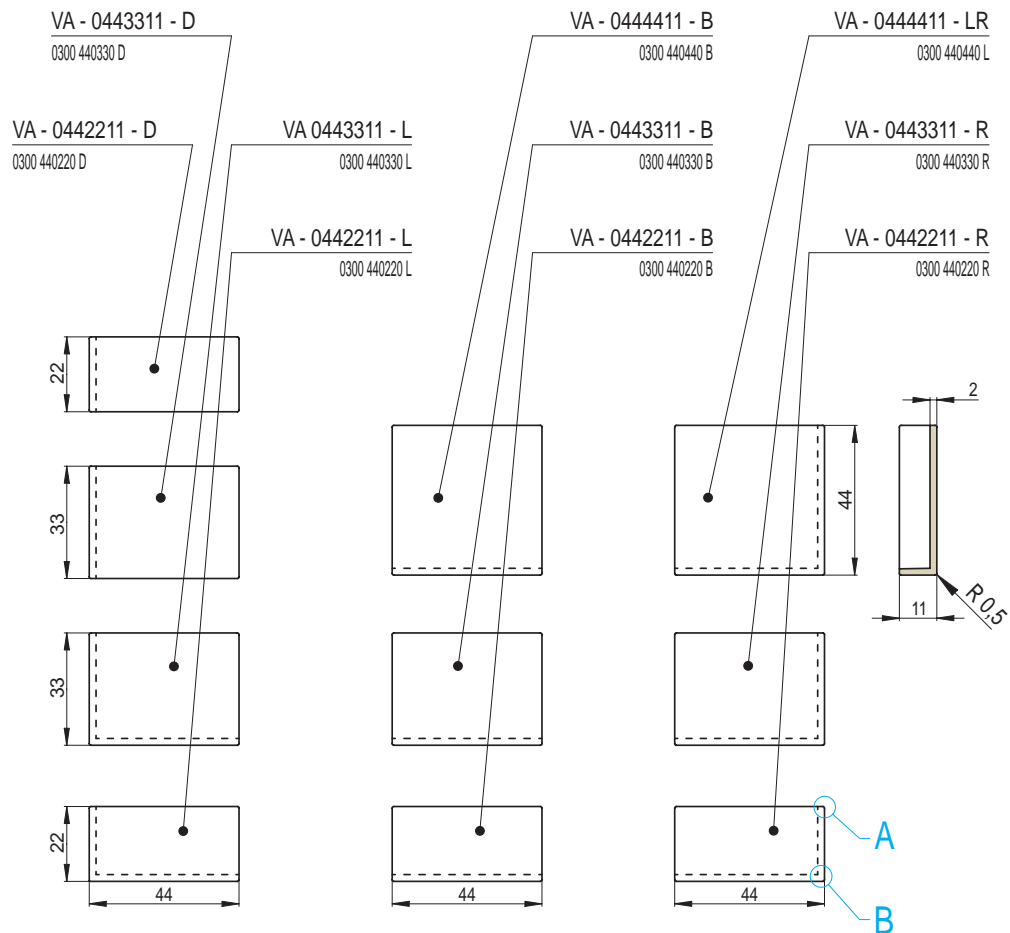 VA - 0443311 - D
0300 440330 D
VA - 0444411 - B
0300 440440 B
VA - 0444411 - LR
0300 440440 L
VA - 0442211 - D
0300 440220 D
VA 0443311 - L
0300 440330 L
VA - 0443311 - B
0300 440330 B
VA - 0443311 - R
0300 440330 R
VA - 0442211 - L
0300 440220 L
VA - 0442211 - B
0300 440220 B
VA - 0442211 - R
0300 440220 R
22
2
33
44
11
R 0,5
33
22
A
44
44
44
B